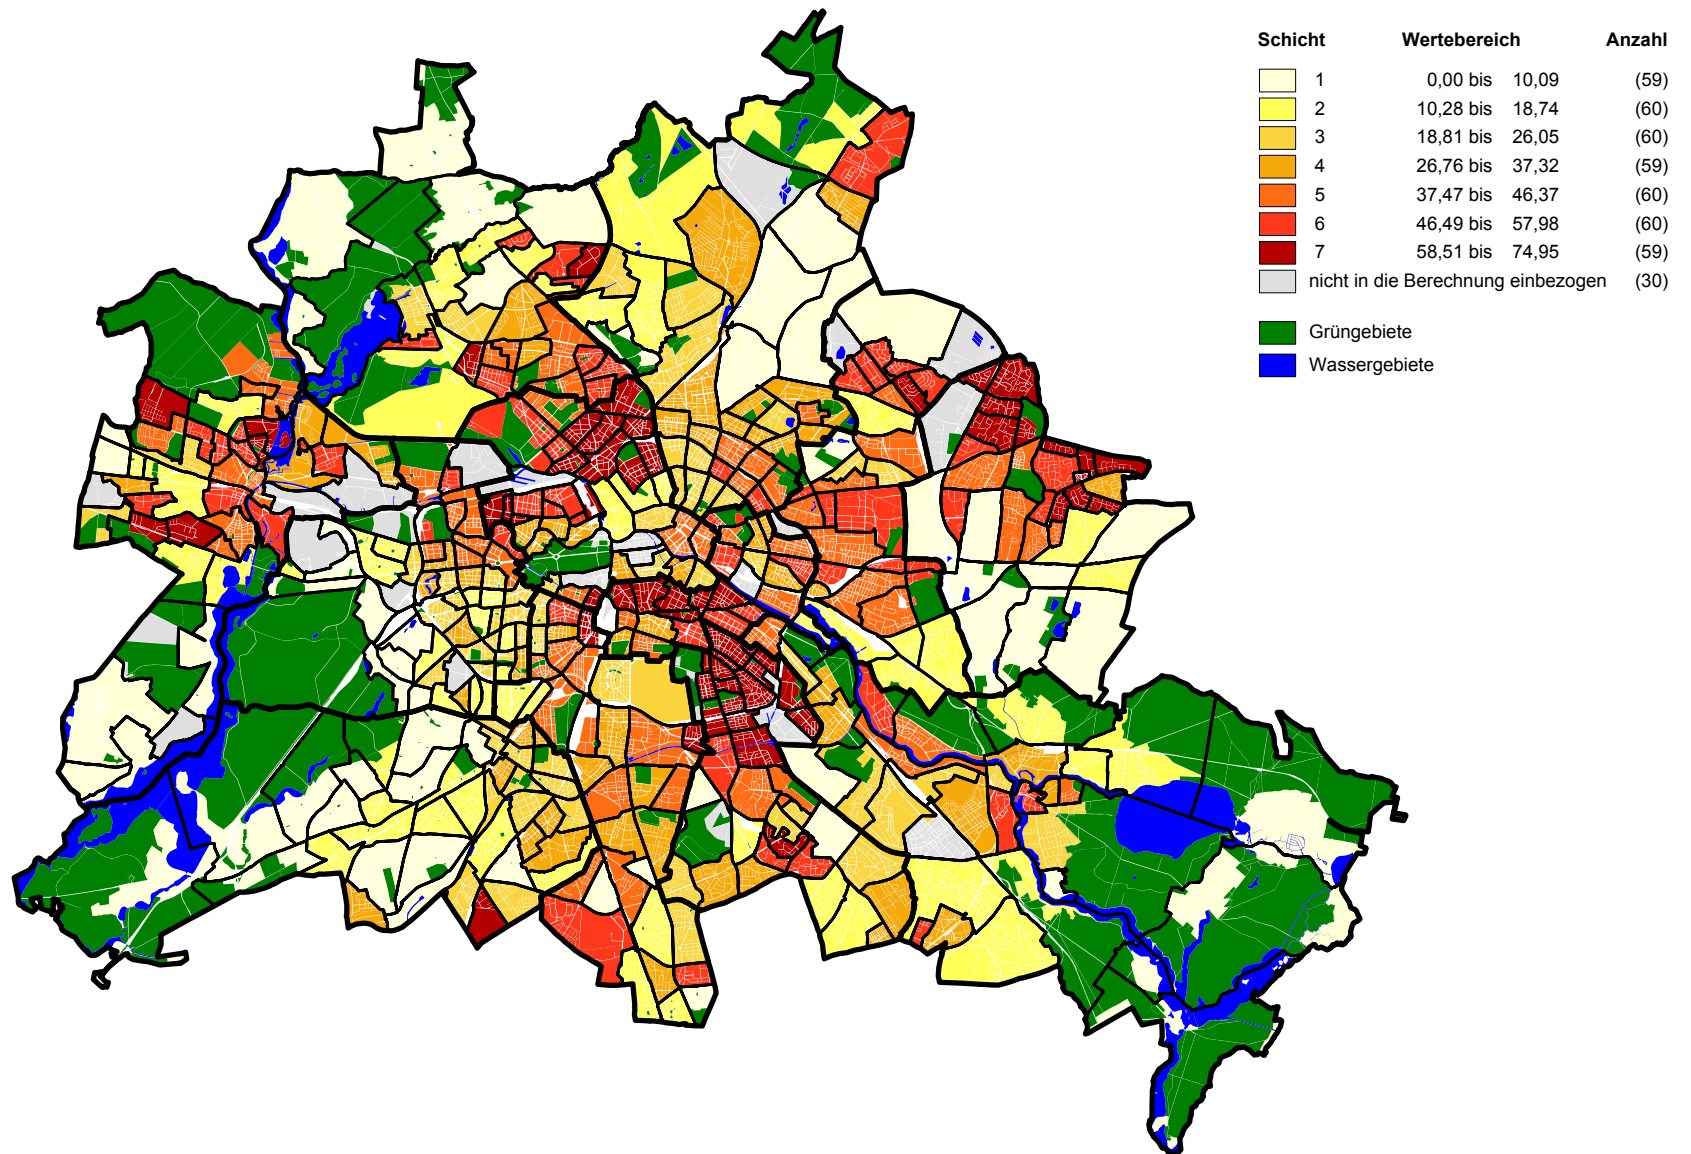 Schicht Wertebereich Anzahl
1 0,00 bis 10,09 (59)
2 10,28 bis 18,74 (60)
3 18,81 bis 26,05 (60)
4 26,76 bis 37,32 (59)
5 37,47 bis 46,37 (60)
6 46,49 bis 57,98 (60)
7 58,51 bis 74,95 (59)
nicht in die Berechnung einbezogen (30)
Grüngebiete
Wassergebiete